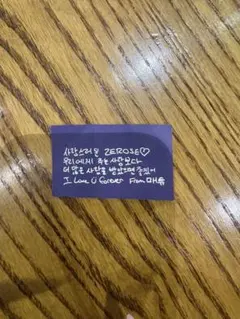 사랑스러운 ZEROSE♡
우리에게 주는 사랑보다
더 많은 사랑을 받았으면 좋겠어
I Love U forever From